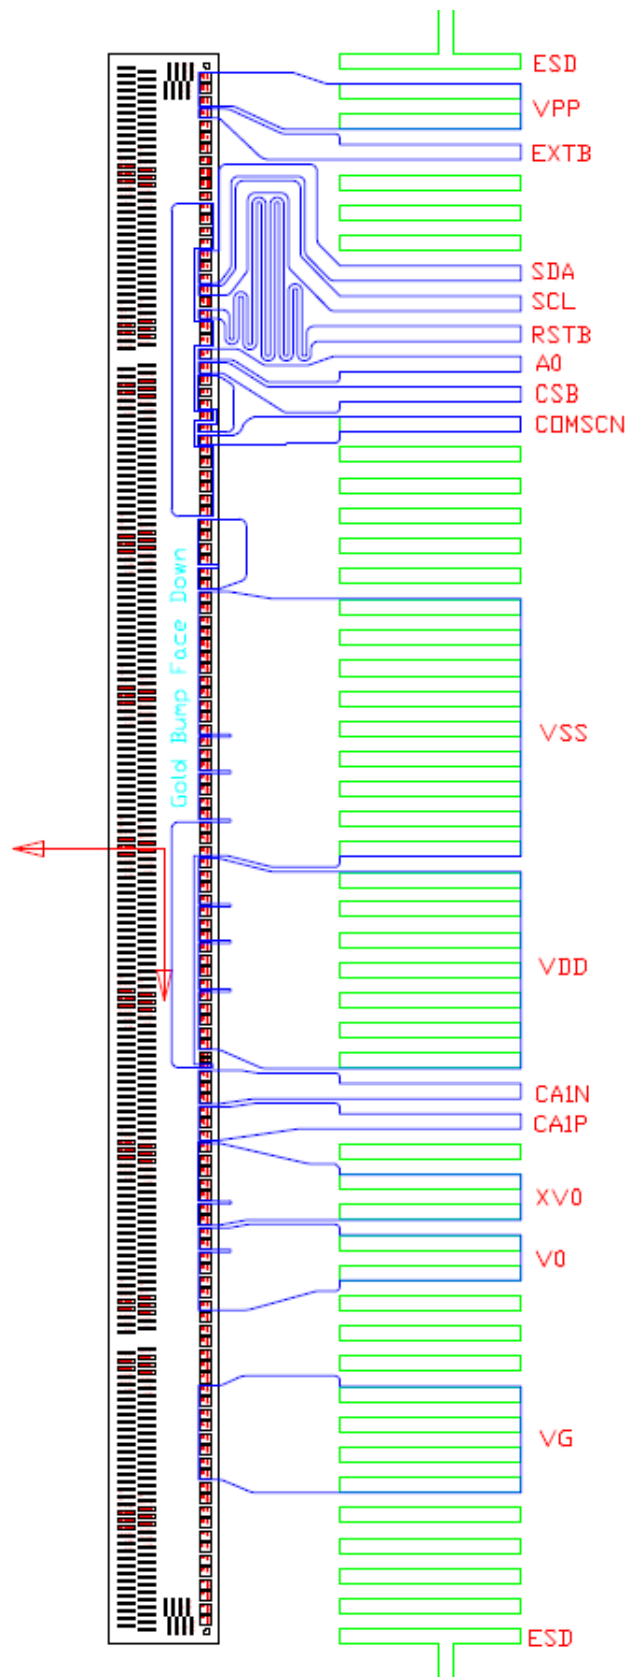 ESD
VPP
EXTB
SDA
SCL
RSTB
A0
CSB
COMSCN
Gold Bump Face Down
VSS
VDD
CA1N
CA1P
XV0
V0
VG
ESD